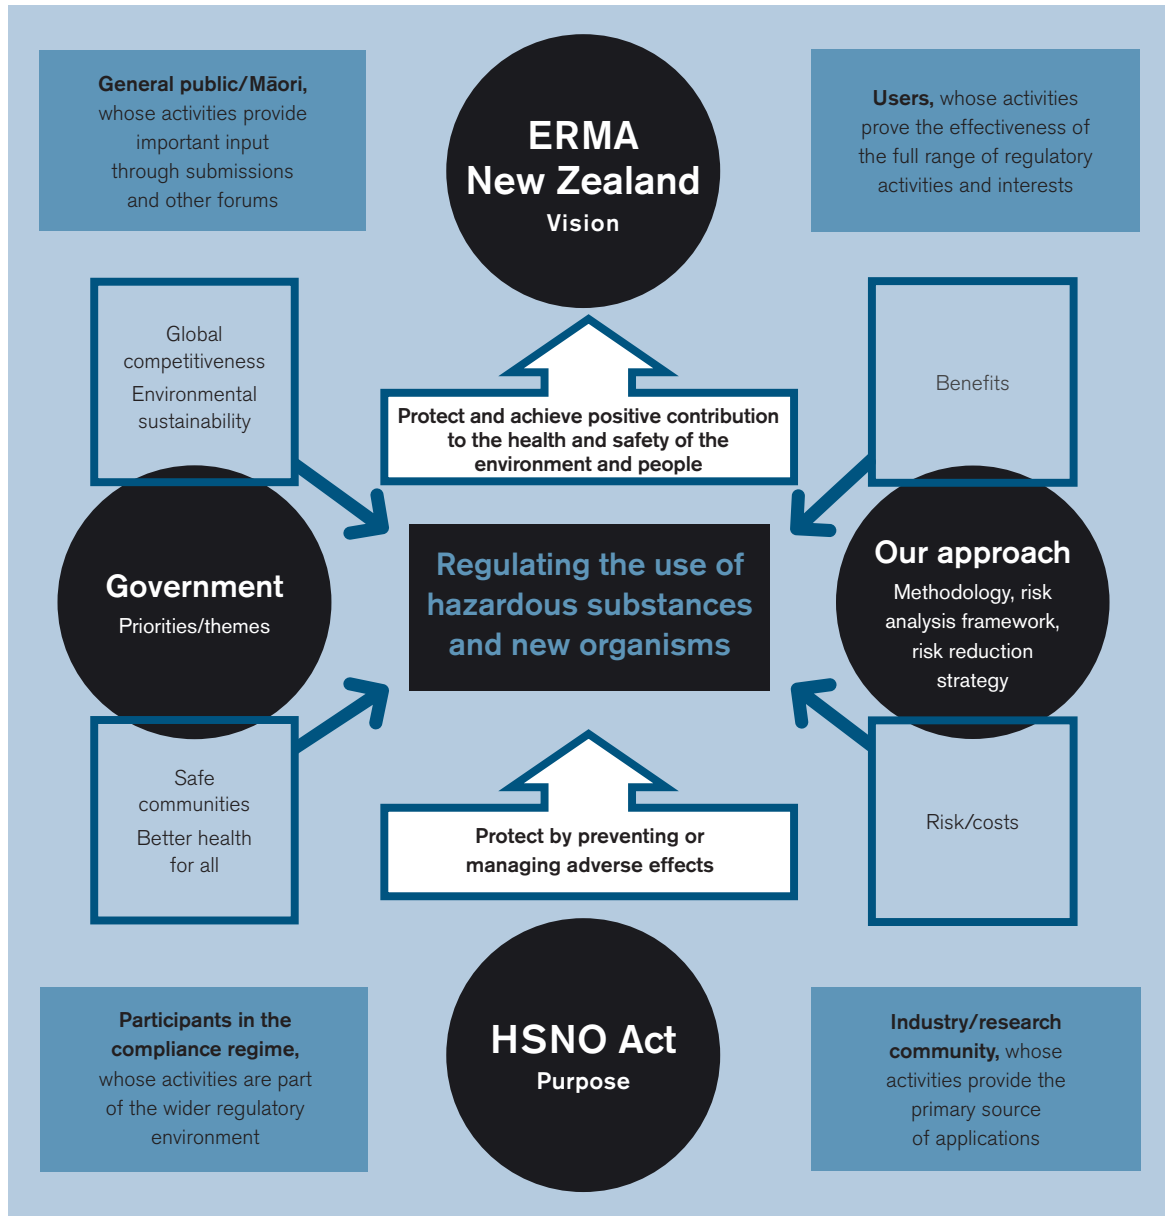 General public/Māori,
whose activities provide
important input
through submissions
and other forums
ERMA
New Zealand
Vision
Users, whose activities
prove the effectiveness of
the full range of regulatory
activities and interests
Global
competitiveness
Environmental
sustainability
Protect and achieve positive contribution
to the health and safety of the
environment and people
Benefits
Government
Priorities/themes
Regulating the use of
hazardous substances
and new organisms
Our approach
Methodology, risk
analysis framework,
risk reduction
strategy
Safe
communities
Better health
for all
Protect by preventing or
managing adverse effects
Risk/costs
Participants in the
compliance regime,
whose activities are part
of the wider regulatory
environment
HSNO Act
Purpose
Industry/research
community, whose
activities provide the
primary source
of applications